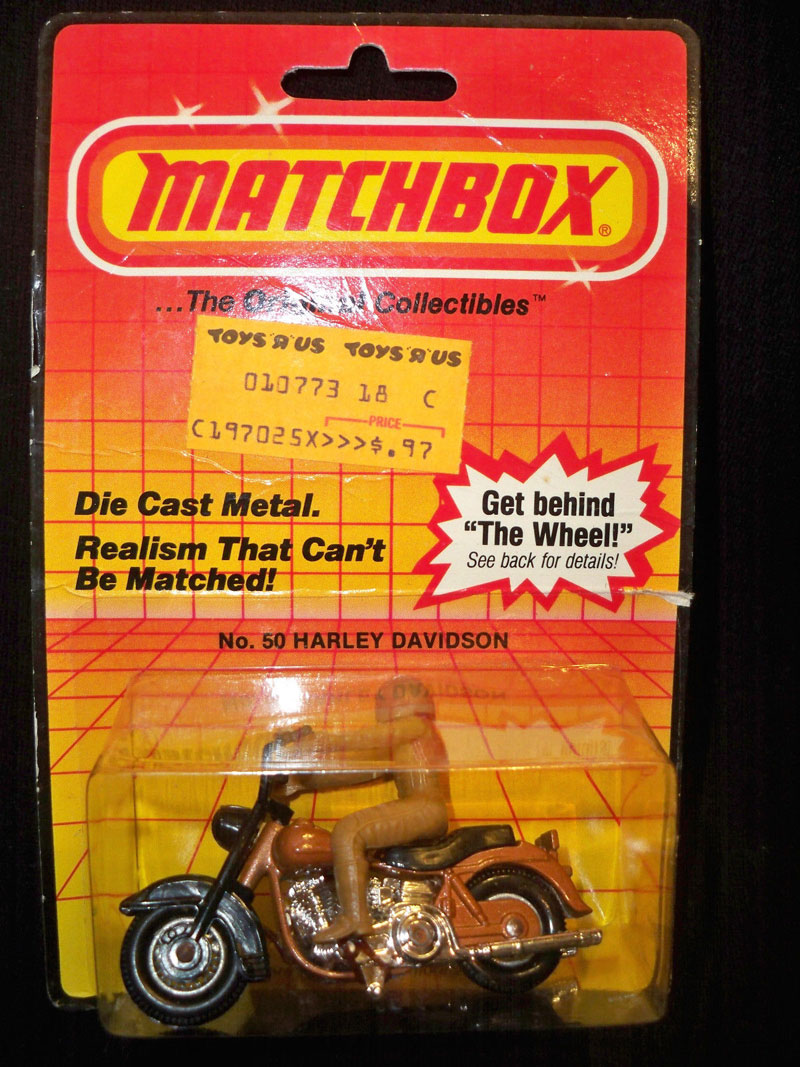 MATCHBOX®
...The Original Collectibles™
TOYS "R" US TOYS "R" US
010773 18 C
PRICE
C197025X>>>$.97
Die Cast Metal.
Realism That Can't
Be Matched!
Get behind
“The Wheel!”
See back for details!
No. 50 HARLEY DAVIDSON